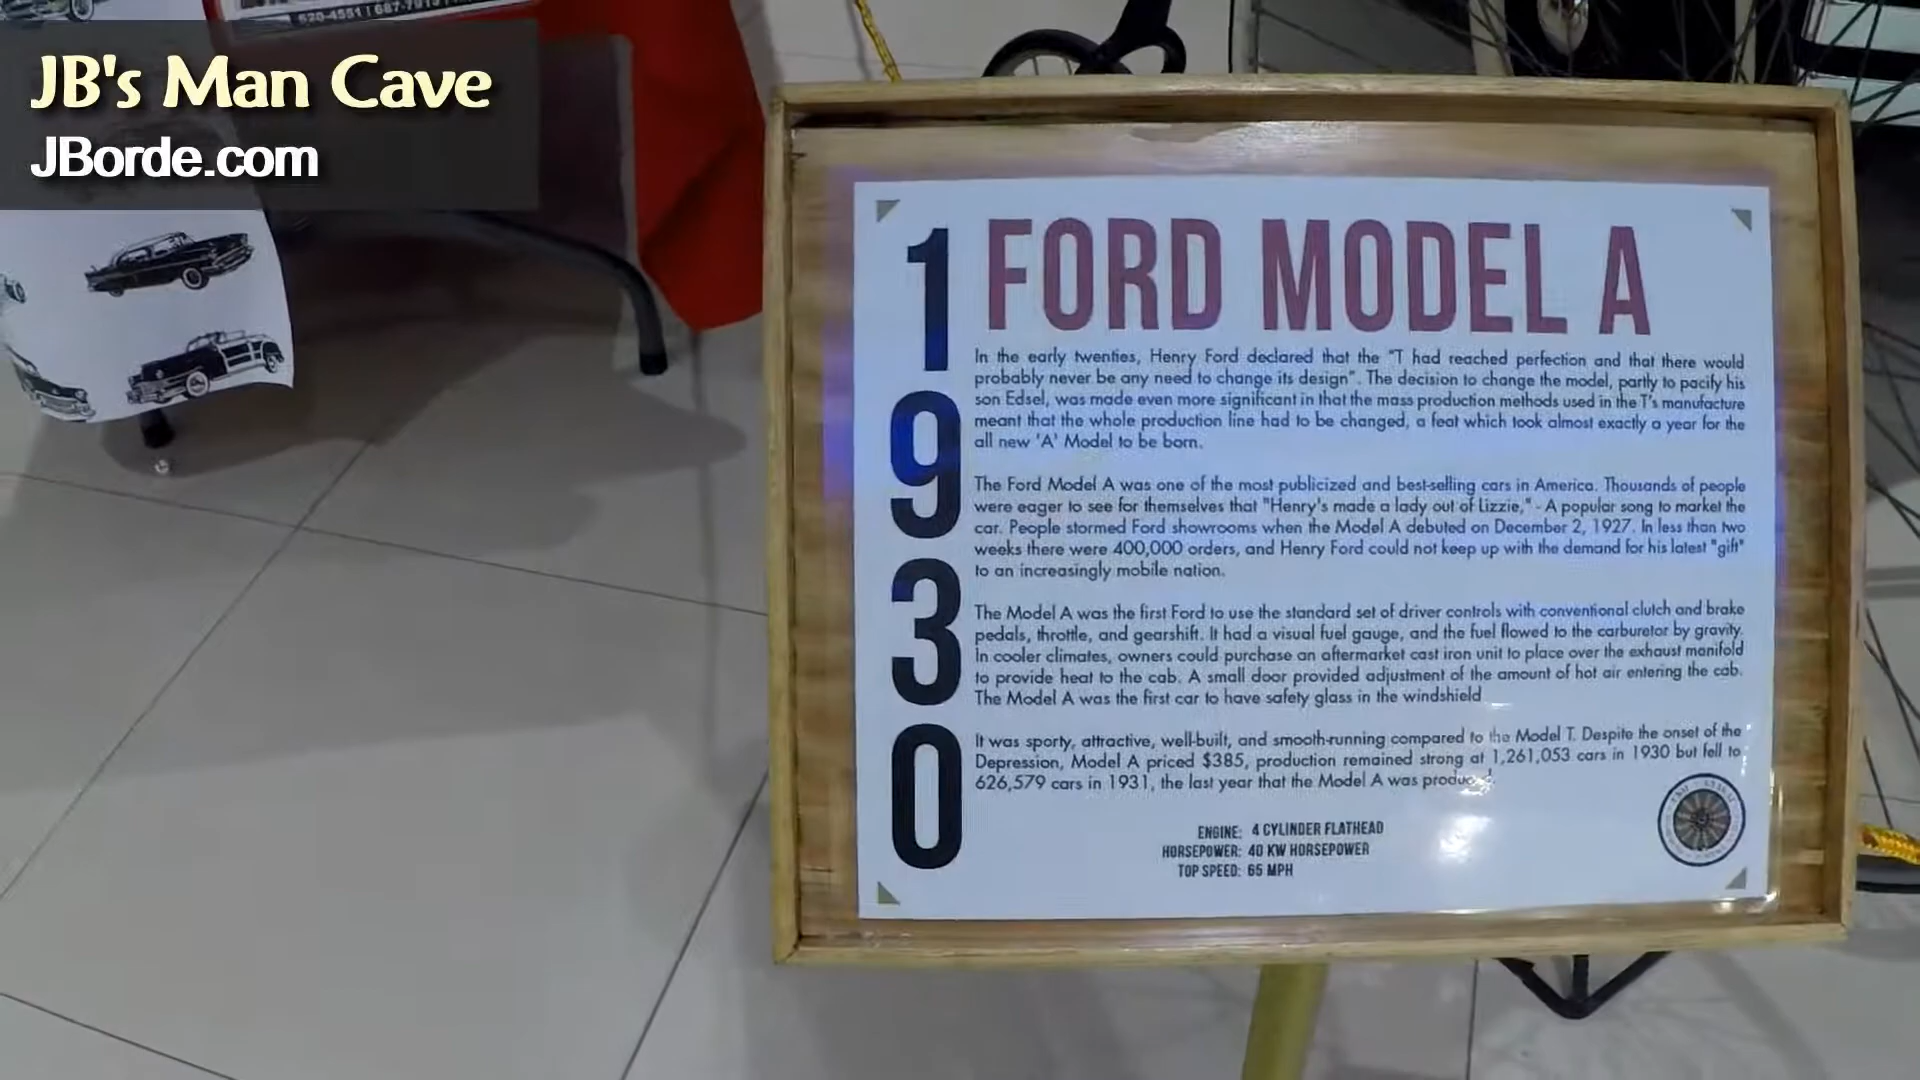 JB's Man Cave
JBorde.com
1930
FORD MODEL A
In the early twenties, Henry Ford declared that the "T had reached perfection and that there would
probably never be any need to change its design". The decision to change the model, partly to pacify his
son Edsel, was made even more significant in that the mass production methods used in the T's manufacture
meant that the whole production line had to be changed, a feat which took almost exactly a year for the
all new 'A' Model to be born.
The Ford Model A was one of the most publicized and best-selling cars in America. Thousands of people
were eager to see for themselves that "Henry's made a lady out of Lizzie," - A popular song to market the
car. People stormed Ford showrooms when the Model A debuted on December 2, 1927. In less than two
weeks there were 400,000 orders, and Henry Ford could not keep up with the demand for his latest "gift"
to an increasingly mobile nation.
The Model A was the first Ford to use the standard set of driver controls with conventional clutch and brake
pedals, throttle, and gearshift. It had a visual fuel gauge, and the fuel flowed to the carburetor by gravity.
In cooler climates, owners could purchase an aftermarket cast iron unit to place over the exhaust manifold
to provide heat to the cab. A small door provided adjustment of the amount of hot air entering the cab.
The Model A was the first car to have safety glass in the windshield
It was sporty, attractive, well-built, and smooth-running compared to the Model T. Despite the onset of the
Depression, Model A priced $385, production remained strong at 1,261,053 cars in 1930 but fell to
626,579 cars in 1931, the last year that the Model A was produced.
ENGINE: 4 CYLINDER FLATHEAD
HORSEPOWER: 40 KW HORSEPOWER
TOP SPEED: 65 MPH